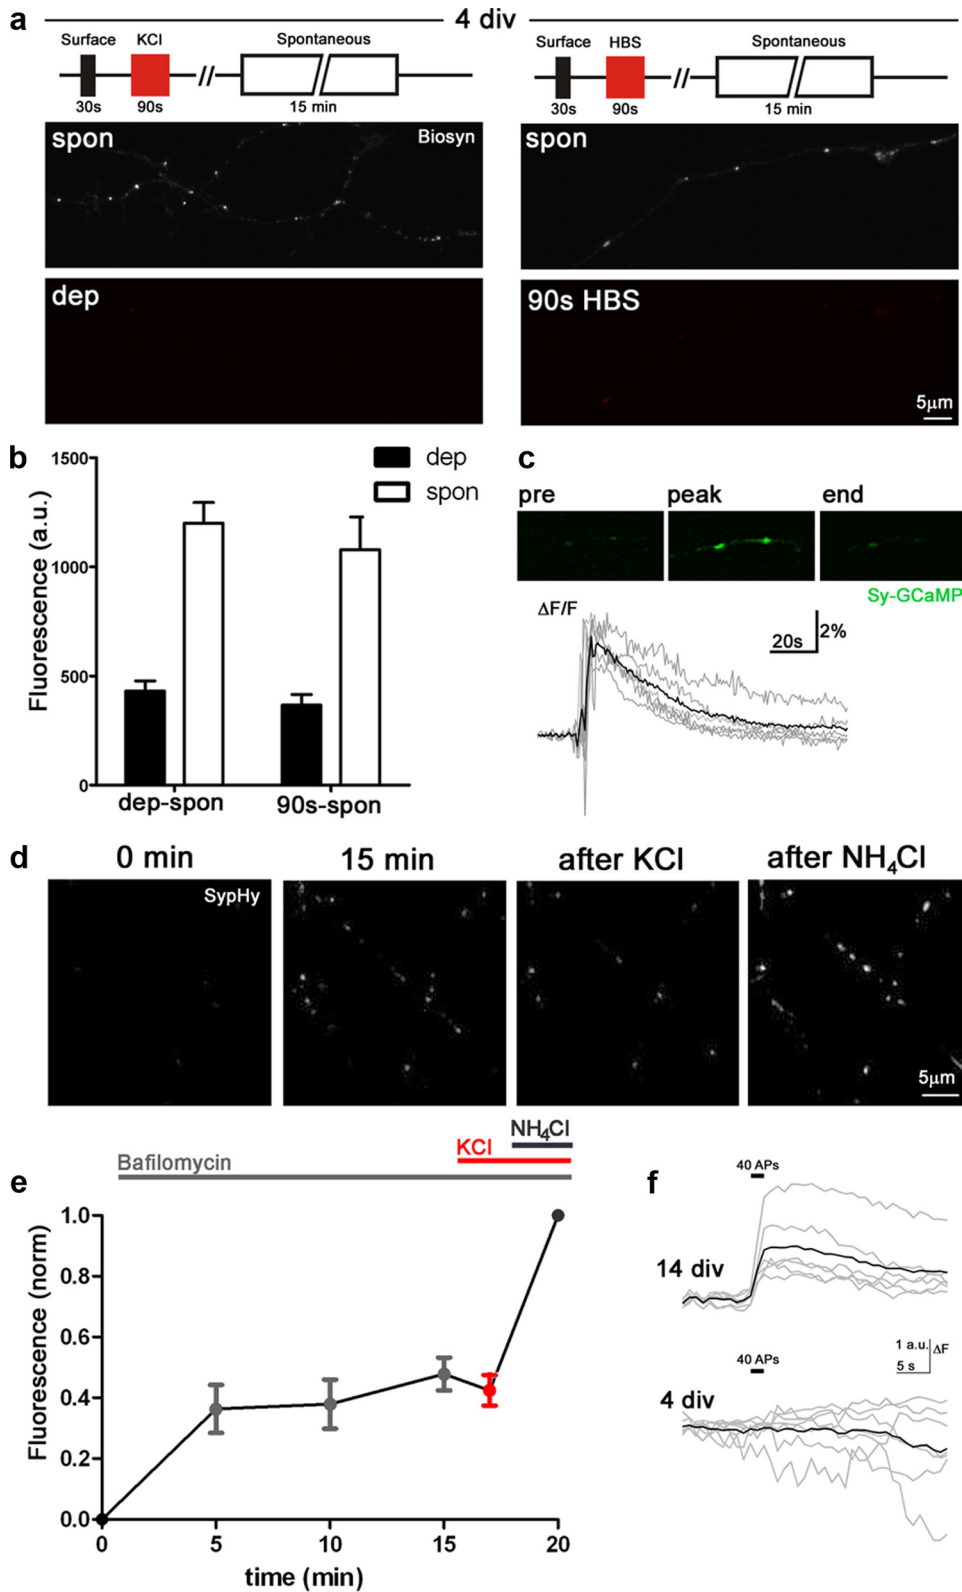 a
4 div
Surface KCl Spontaneous
30s 90s 15 min
Surface HBS Spontaneous
30s 90s 15 min
spon
Biosyn
spon
dep
90s HBS
5μm
b
1500
1000
500
0
Fluorescence (a.u.)
dep
spon
dep-spon
90s-spon
c
pre peak end
Sy-GCaMP
ΔF/F
20s
2%
d
0 min 15 min after KCl after NH₄Cl
SypHy
5μm
NH₄Cl
KCl
Bafilomycin
e
1.0
0.8
0.6
0.4
0.2
0.0
Fluorescence (norm)
0 5 10 15 20
time (min)
f
40 APs
14 div
1 a.u.
ΔF
5 s
40 APs
4 div